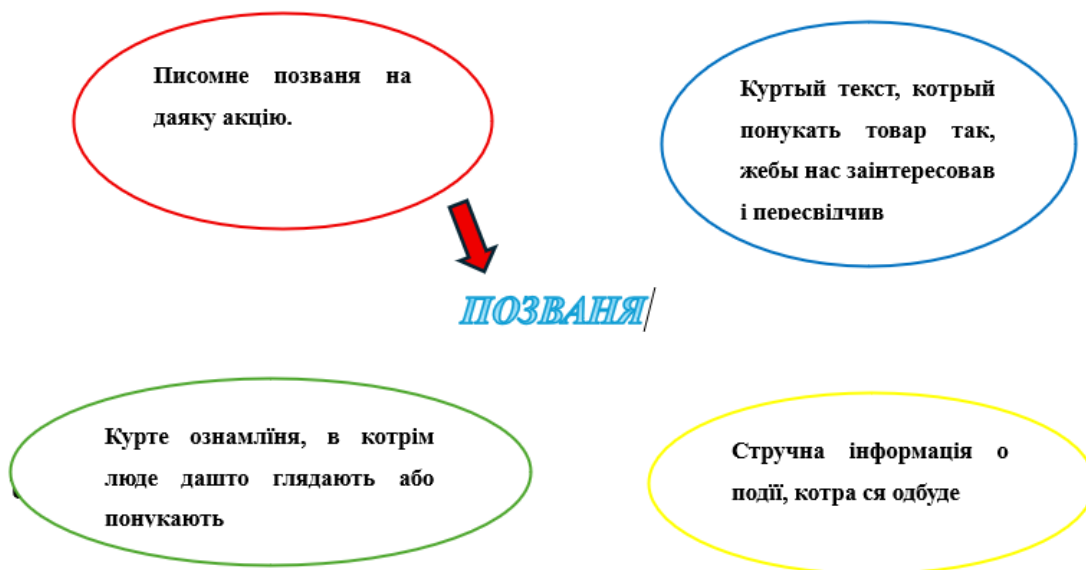 Писомне позваня на
даяку акцію.
Куртый текст, котрый
понукать товар так,
жебы нас заінтересовав
і пересвідчив
ПОЗВАНЯ
Курте ознамлїня, в котрім
люде дашто глядають або
понукають
Стручна інформація о
події, котра ся одбуде